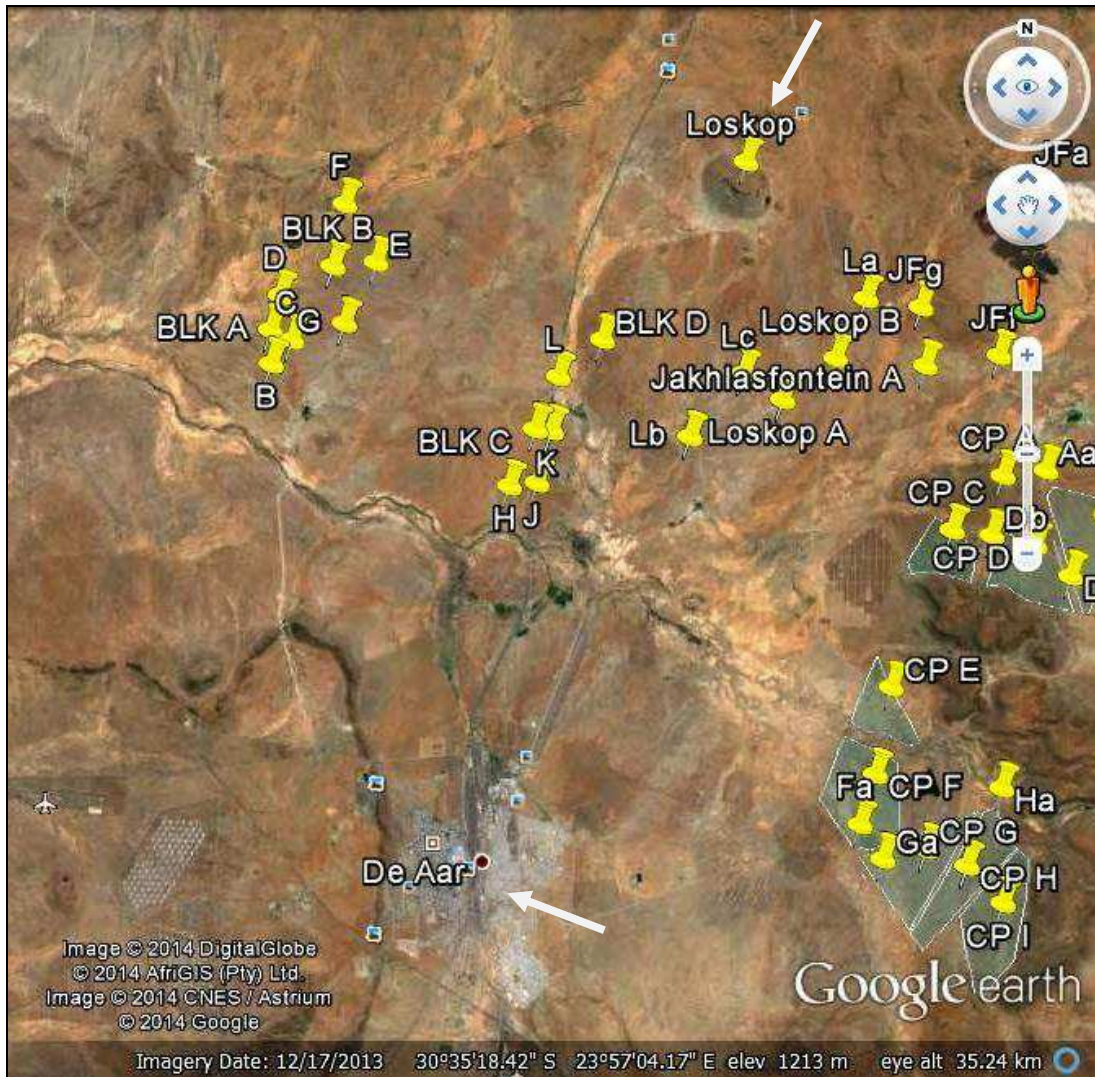 N
Loskop
JFa
F
BLK B
E
D
La
JFg
C
G
BLK A
BLK D
Loskop B
JFf
L
Lc
B
Jakhlasfontein A
BLK C
Lb
Loskop A
CP A
Aa
K
CP C
H
J
Db
CP D
D
CP E
Fa
CP F
Ha
CP G
Ga
De Aar
CP H
CP I
Image © 2014 DigitalGlobe
© 2014 AfriGIS (Pty) Ltd.
Image © 2014 CNES / Astrium
© 2014 Google
Google earth
Imagery Date: 12/17/2013 30°35'18.42" S 23°57'04.17" E elev 1213 m eye alt 35.24 km